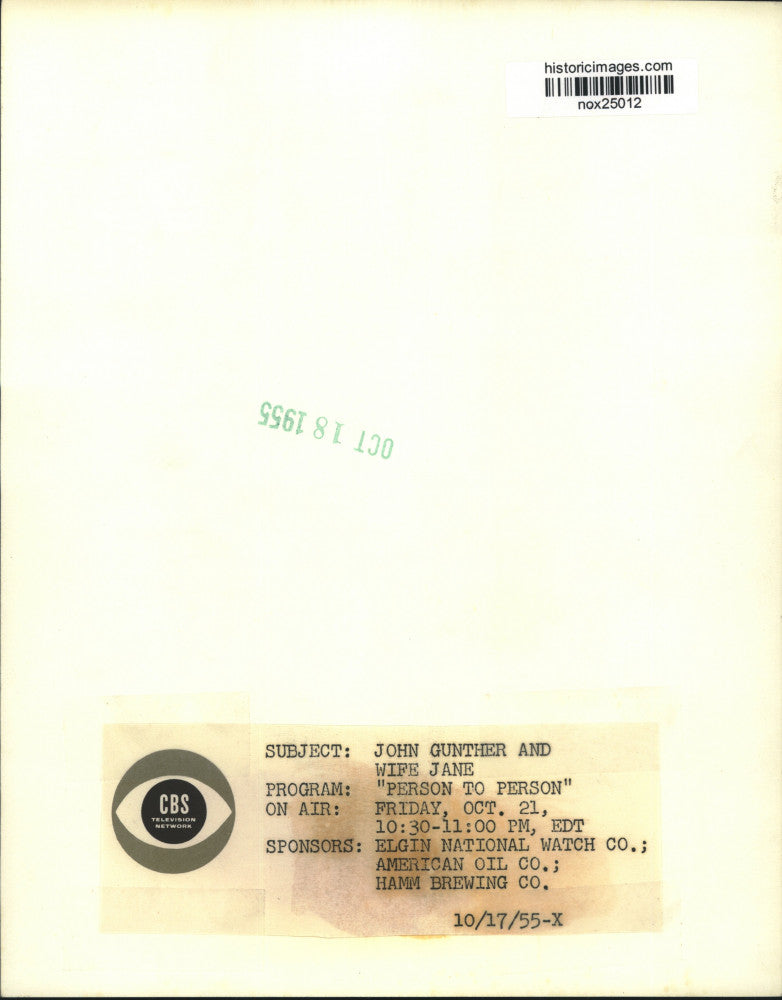 historicimages.com
nox25012
OCT 18 1955
CBS
TELEVISION
NETWORK
SUBJECT: JOHN GUNTHER AND
WIFE JANE
PROGRAM: "PERSON TO PERSON"
ON AIR: FRIDAY, OCT. 21,
10:30-11:00 PM, EDT
SPONSORS: ELGIN NATIONAL WATCH CO.;
AMERICAN OIL CO.;
HAMM BREWING CO.
10/17/55-X